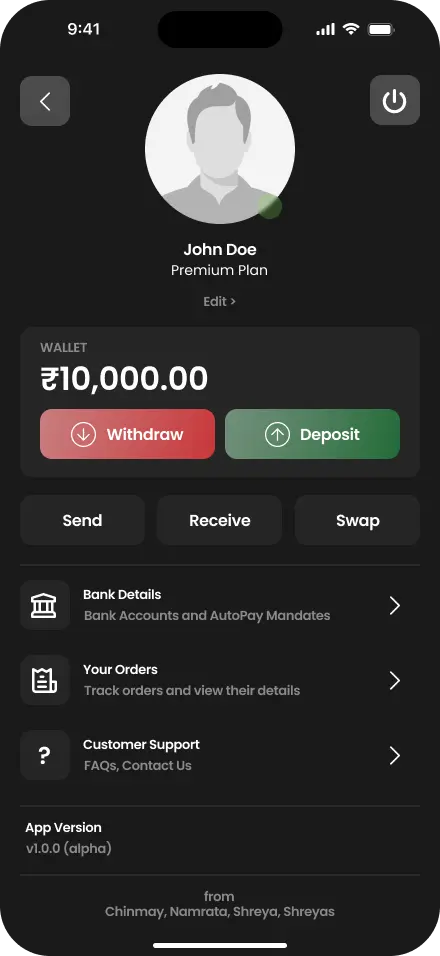 9:41
John Doe
Premium Plan
Edit >
WALLET
₹10,000.00
Withdraw
Deposit
Send
Receive
Swap
Bank Details
Bank Accounts and AutoPay Mandates
Your Orders
Track orders and view their details
?
Customer Support
FAQs, Contact Us
App Version
v1.0.0 (alpha)
from
Chinmay, Namrata, Shreya, Shreyas